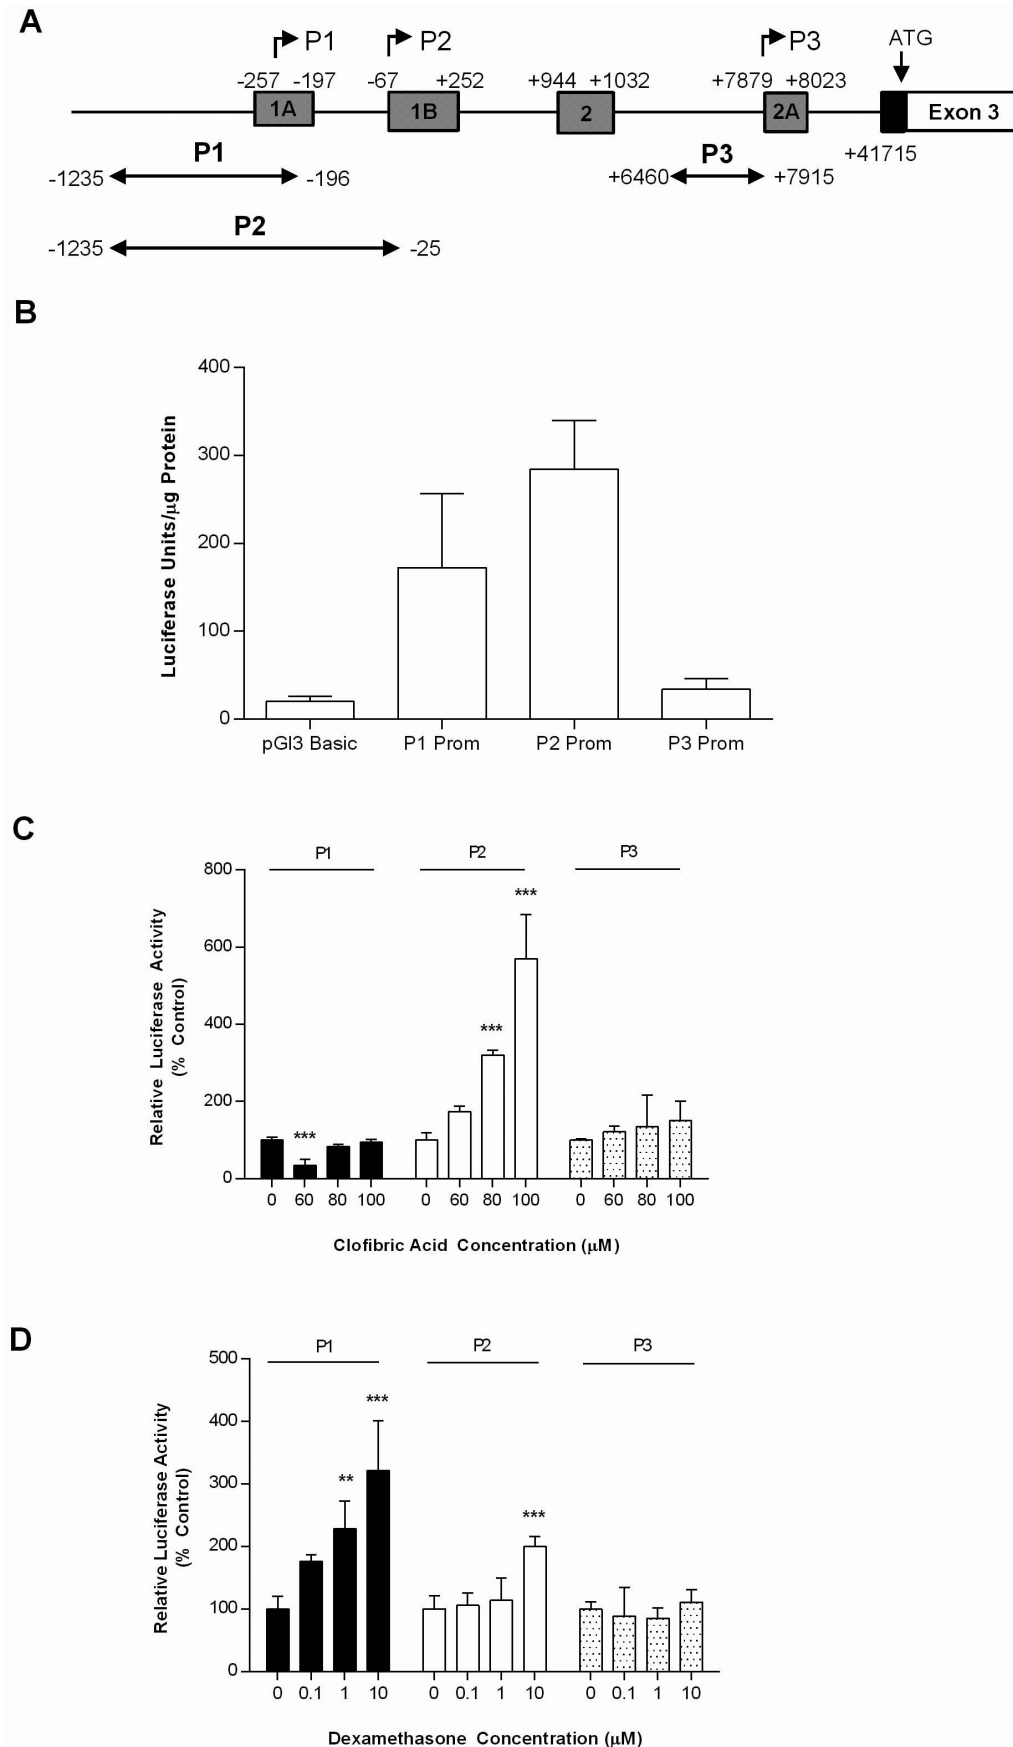 A
P1 P2 P3 ATG
-257 -197 -67 +252 +944 +1032 +7879 +8023
1A 1B 2 2A Exon 3
P1 P3 +41715
-1235 -196 +6460 +7915
P2
-1235 -25
B
400
300
200
100
0
Luciferase Units/µg Protein
pGl3 Basic P1 Prom P2 Prom P3 Prom
C
P1 P2 P3
800
600
400
200
0
Relative Luciferase Activity
(% Control)
***
***
***
0 60 80 100 0 60 80 100 0 60 80 100
Clofibric Acid Concentration (µM)
D
P1 P2 P3
500
400
300
200
100
0
Relative Luciferase Activity
(% Control)
***
**
***
0 0.1 1 10 0 0.1 1 10 0 0.1 1 10
Dexamethasone Concentration (µM)